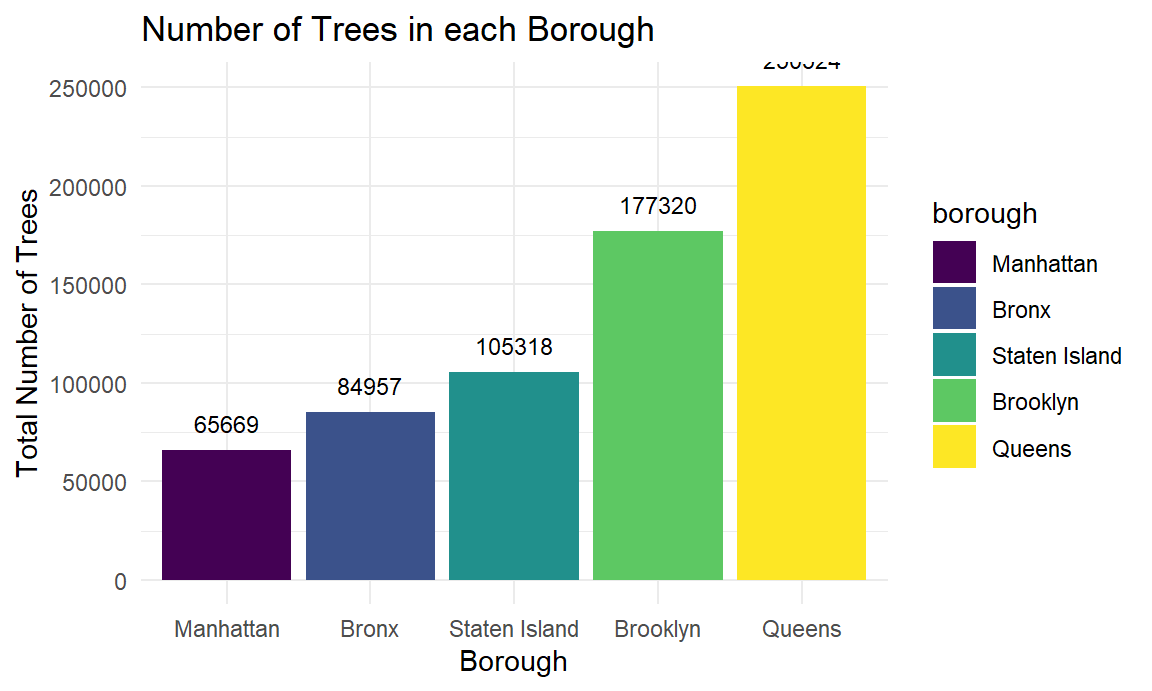 Number of Trees in each Borough
250000
200000
150000
100000
50000
0
Total Number of Trees
65669
84957
105318
177320
Manhattan
Bronx
Staten Island
Brooklyn
Queens
Borough
borough
Manhattan
Bronx
Staten Island
Brooklyn
Queens